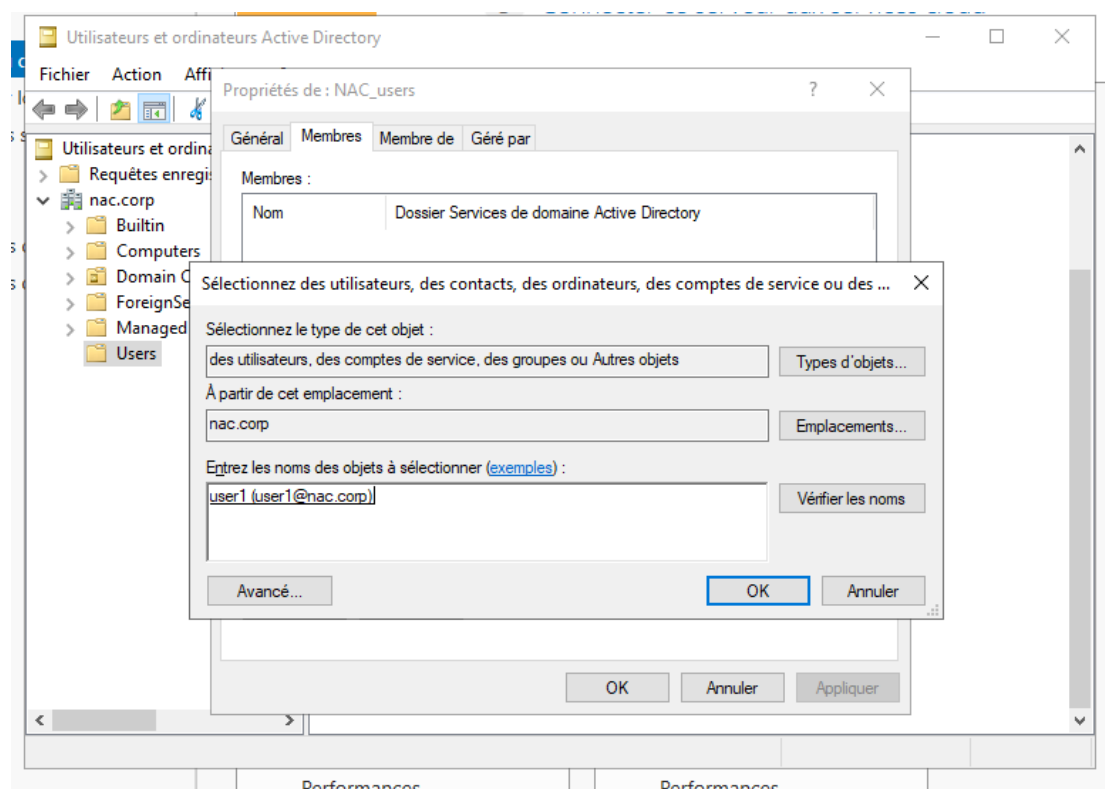 Utilisateurs et ordinateurs Active Directory
Fichier Action
Propriétés de : NAC_users ?
Général Membres Membre de Géré par
Utilisateurs et
Requêtes
nac.corp
Builtin
Computers
Domain
Managed
Users
Membres :
Nom Dossier Services de domaine Active Directory
Sélectionnez des utilisateurs, des contacts, des ordinateurs, des comptes de service ou des ...
Sélectionnez le type de cet objet :
des utilisateurs, des comptes de service, des groupes ou Autres objets
Types d'objets...
À partir de cet emplacement :
nac.corp
Emplacements...
Entrez les noms des objets à sélectionner (exemples) :
user1 (user1@nac.corp)
Vérifier les noms
Avancé... OK Annuler
OK Annuler Appliquer
Performances Performances